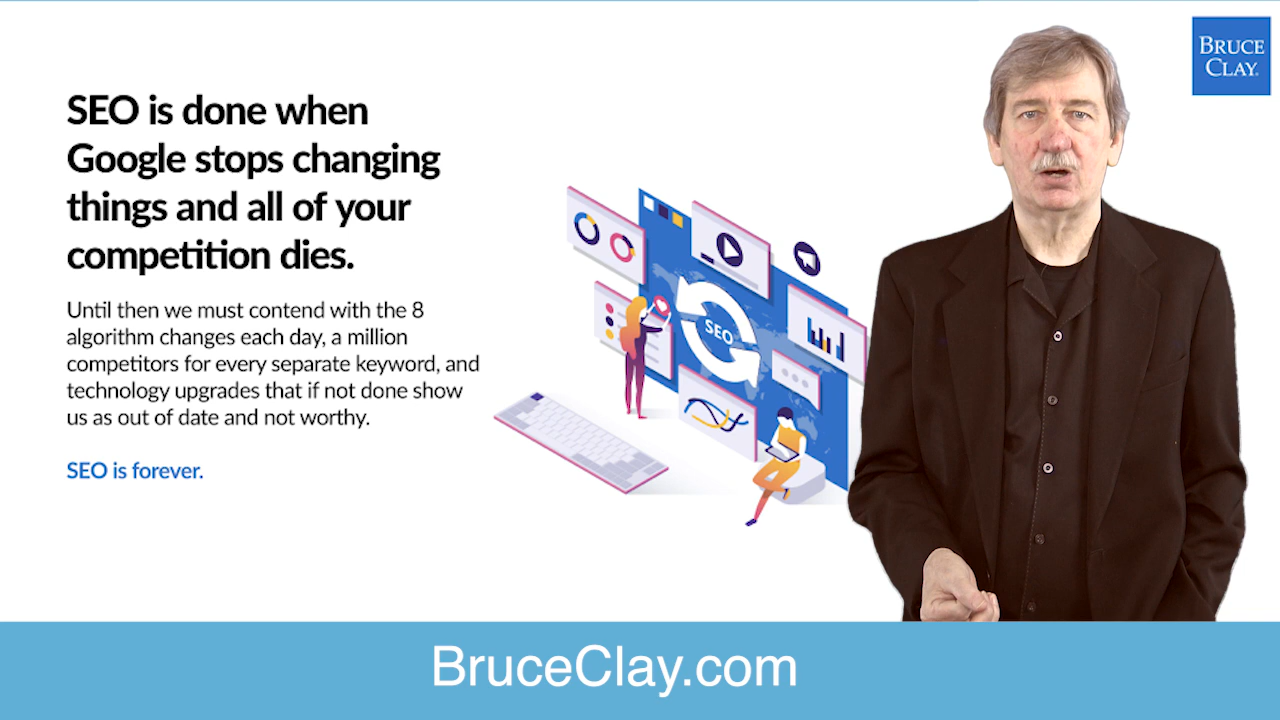 BRUCE
CLAY
SEO is done when
Google stops changing
things and all of your
competition dies.
Until then we must contend with the 8
algorithm changes each day, a million
competitors for every separate keyword, and
technology upgrades that if not done show
us as out of date and not worthy.
SEO is forever.
SEO
BruceClay.com